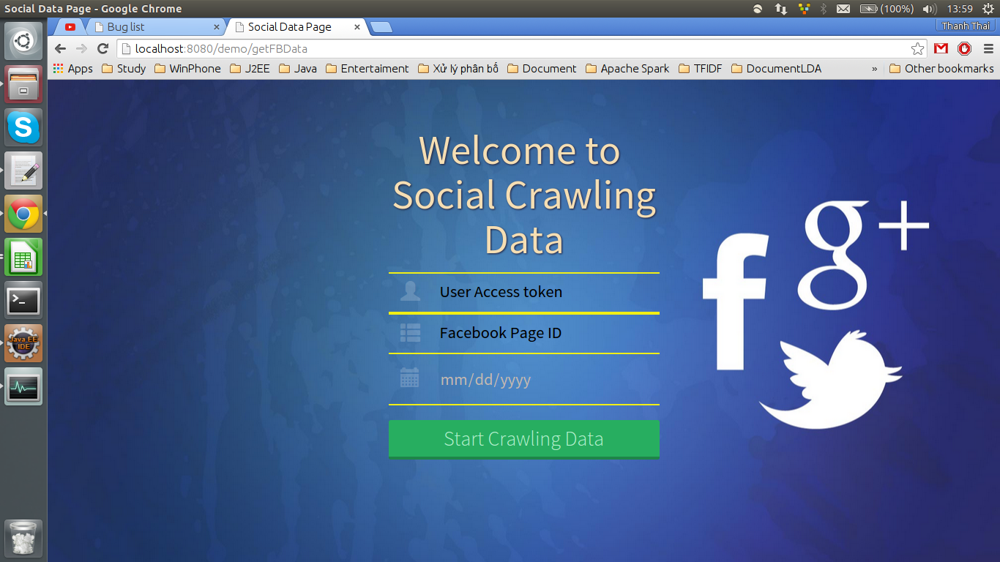 Social Data Page - Google Chrome
(100%) 13:59
Bug list
Social Data Page
Thanh Thai
localhost:8080/demo/getFBData
Apps Study WinPhone J2EE Java Entertaiment Xử lý phân bố Document Apache Spark TFIDF DocumentLDA » Other bookmarks
Welcome to
Social Crawling
Data
User Access token
Facebook Page ID
mm/dd/yyyy
Start Crawling Data
f
g+
S
Java EE
IDE